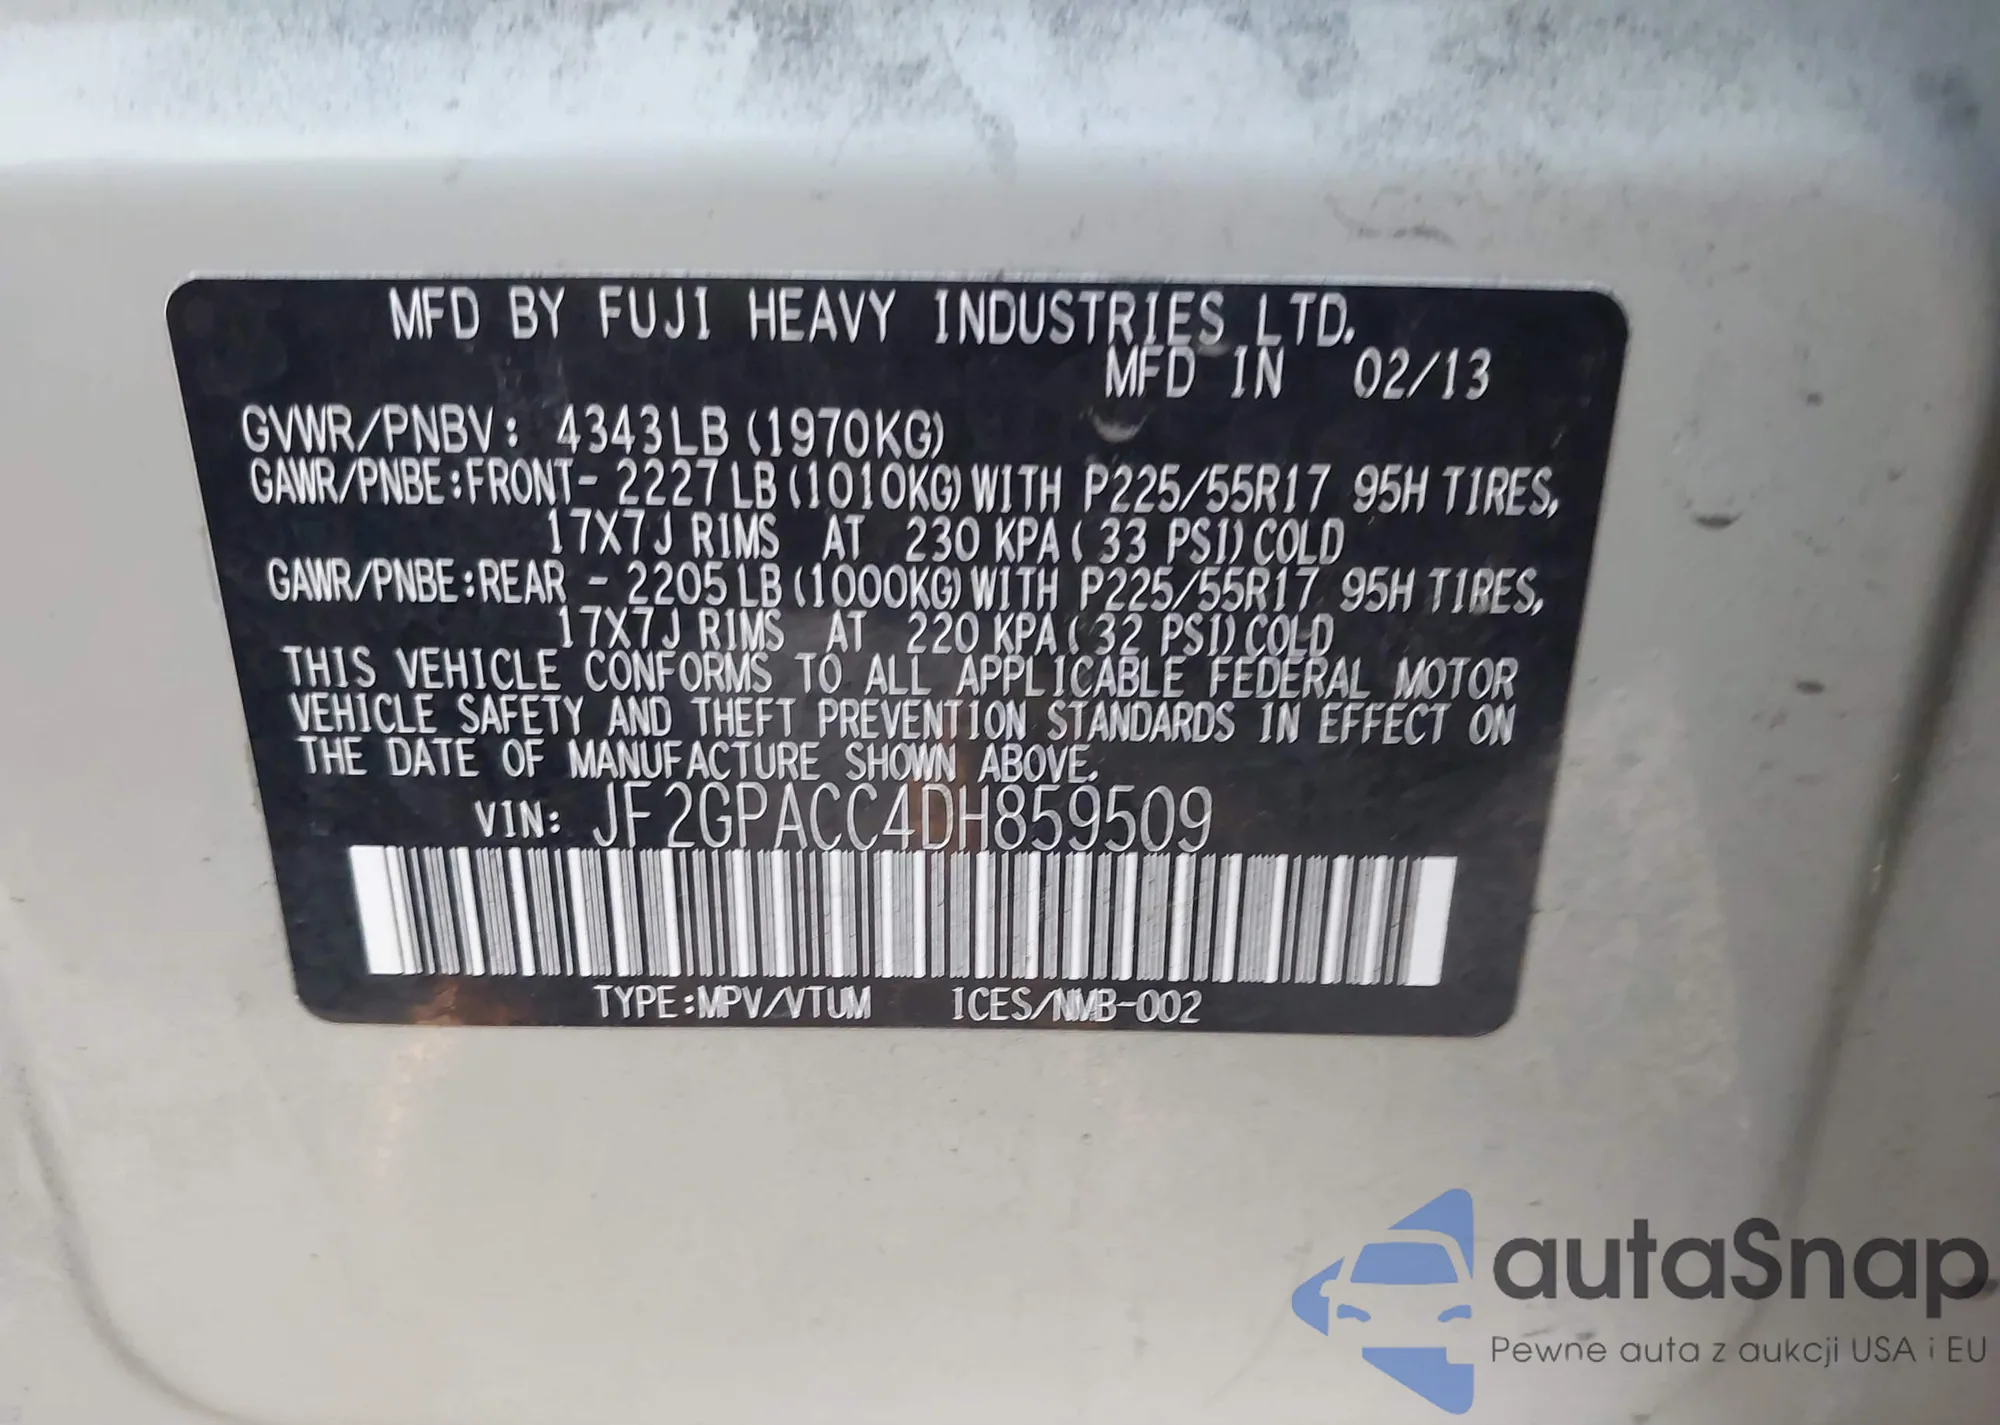 MFD BY FUJI HEAVY INDUSTRIES LTD.
MFD IN 02/13
GVWR/PNBV: 4343LB (1970KG)
GAWR/PNBE:FRONT- 2227LB (1010KG) WITH P225/55R17 95H TIRES,
17X7J RIMS AT 230 KPA ( 33 PSI) COLD
GAWR/PNBE:REAR - 2205LB (1000KG) WITH P225/55R17 95H TIRES,
17X7J RIMS AT 220 KPA ( 32 PSI) COLD
THIS VEHICLE CONFORMS TO ALL APPLICABLE FEDERAL MOTOR
VEHICLE SAFETY AND THEFT PREVENTION STANDARDS IN EFFECT ON
THE DATE OF MANUFACTURE SHOWN ABOVE.
VIN: JF2GPACC4DH859509
TYPE:MPV/VTUM ICES/NMB-002
autaSnap
Pewne auta z aukcji USA i EU